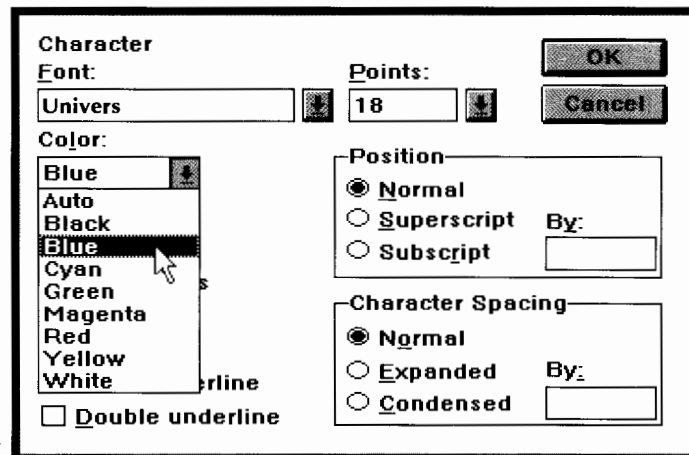 Character
Font:
Points:
Univers
18
OK
Cancel
Color:
Blue
Auto
Black
Blue
Cyan
Green
Magenta
Red
Yellow
White
Double underline
Position
Normal
Superscript
Subscript
By:
Character Spacing
Normal
Expanded
Condensed
By: